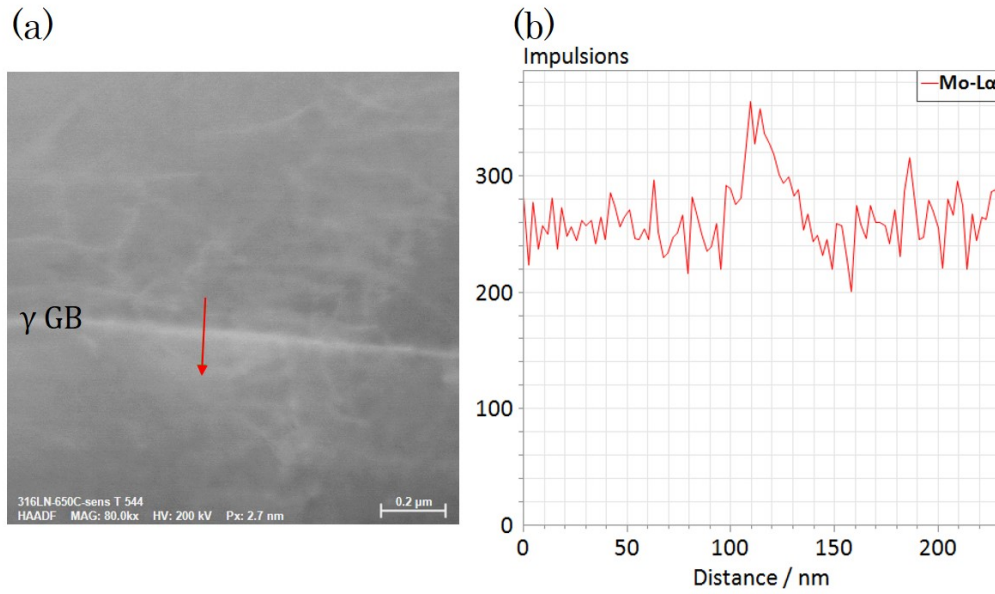 (a)
γ GB
316LN-650C-sens T 544
HAADF MAG: 80.0kx HV: 200 kV Px: 2.7 nm
0.2 µm
(b)
Impulsions
Mo-Lα
300
200
100
0
0 50 100 150 200
Distance / nm